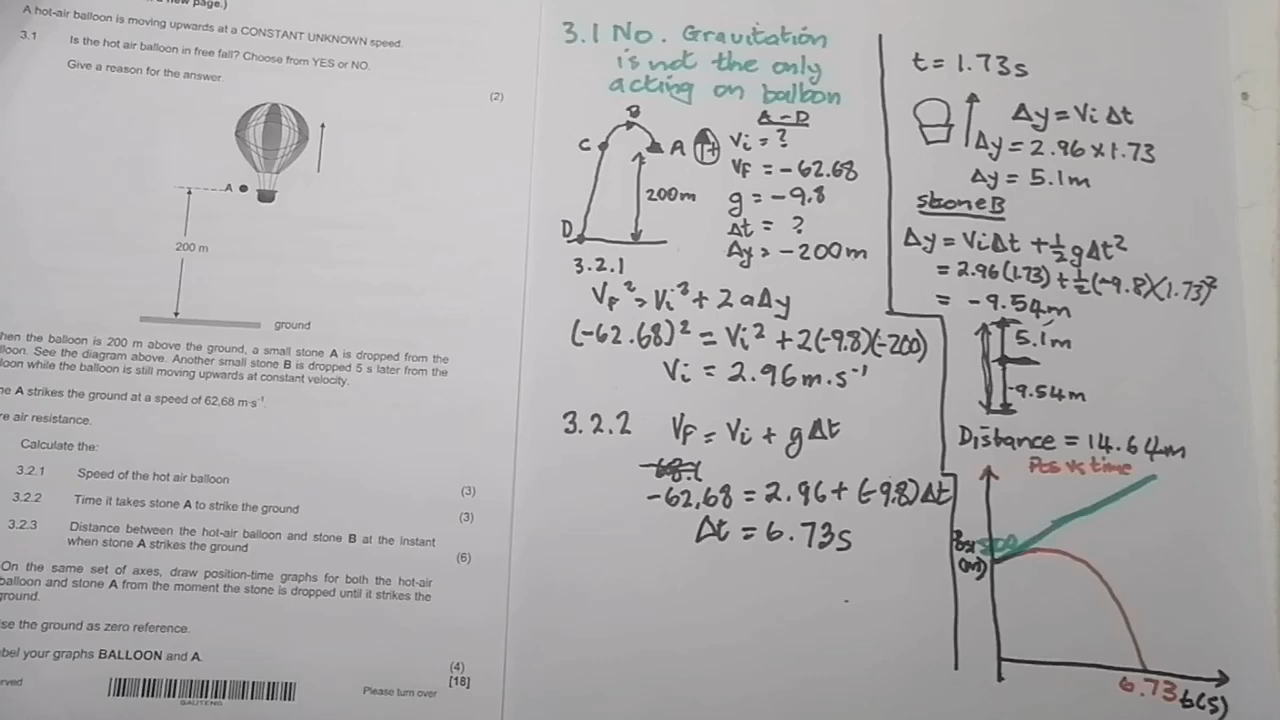 new page.)
A hot-air balloon is moving upwards at a CONSTANT UNKNOWN speed.
3.1 Is the hot air balloon in free fall? Choose from YES or NO.
Give a reason for the answer.
(2)
A
200 m
ground
hen the balloon is 200 m above the ground, a small stone A is dropped from the
lloon. See the diagram above. Another small stone B is dropped 5 s later from the
loon while the balloon is still moving upwards at constant velocity.
ne A strikes the ground at a speed of 62,68 m·s⁻¹.
re air resistance.
Calculate the:
3.2.1 Speed of the hot air balloon
(3)
3.2.2 Time it takes stone A to strike the ground
(3)
3.2.3 Distance between the hot-air balloon and stone B at the instant
when stone A strikes the ground
(6)
On the same set of axes, draw position-time graphs for both the hot-air
balloon and stone A from the moment the stone is dropped until it strikes the
ground.
se the ground as zero reference.
bel your graphs BALLOON and A.
(4)
[18]
rved
GAUTENG
Please turn over
3.1 No. Gravitation
is not the only
acting on balloon
B
C
A
D
200m
A-D
Vi = ?
VF = -62.68
g = -9.8
Δt = ?
Δy = -200m
3.2.1
VF² = Vi² + 2aΔy
(-62.68)² = Vi² + 2(-9.8)(-200)
Vi = 2.96m.s⁻¹
3.2.2 VF = Vi + gΔt
-62,68 = 2.96 + (-9.8)Δt
Δt = 6.73s
t = 1.73s
Δy = Vi Δt
Δy = 2.96 × 1.73
Δy = 5.1m
stone B
Δy = ViΔt + ½gΔt²
= 2.96(1.73) + ½(-9.8)(1.73)²
= -9.54m
5.1m
-9.54m
Distance = 14.64m
Pts vs time
(m)
6.73
t(s)